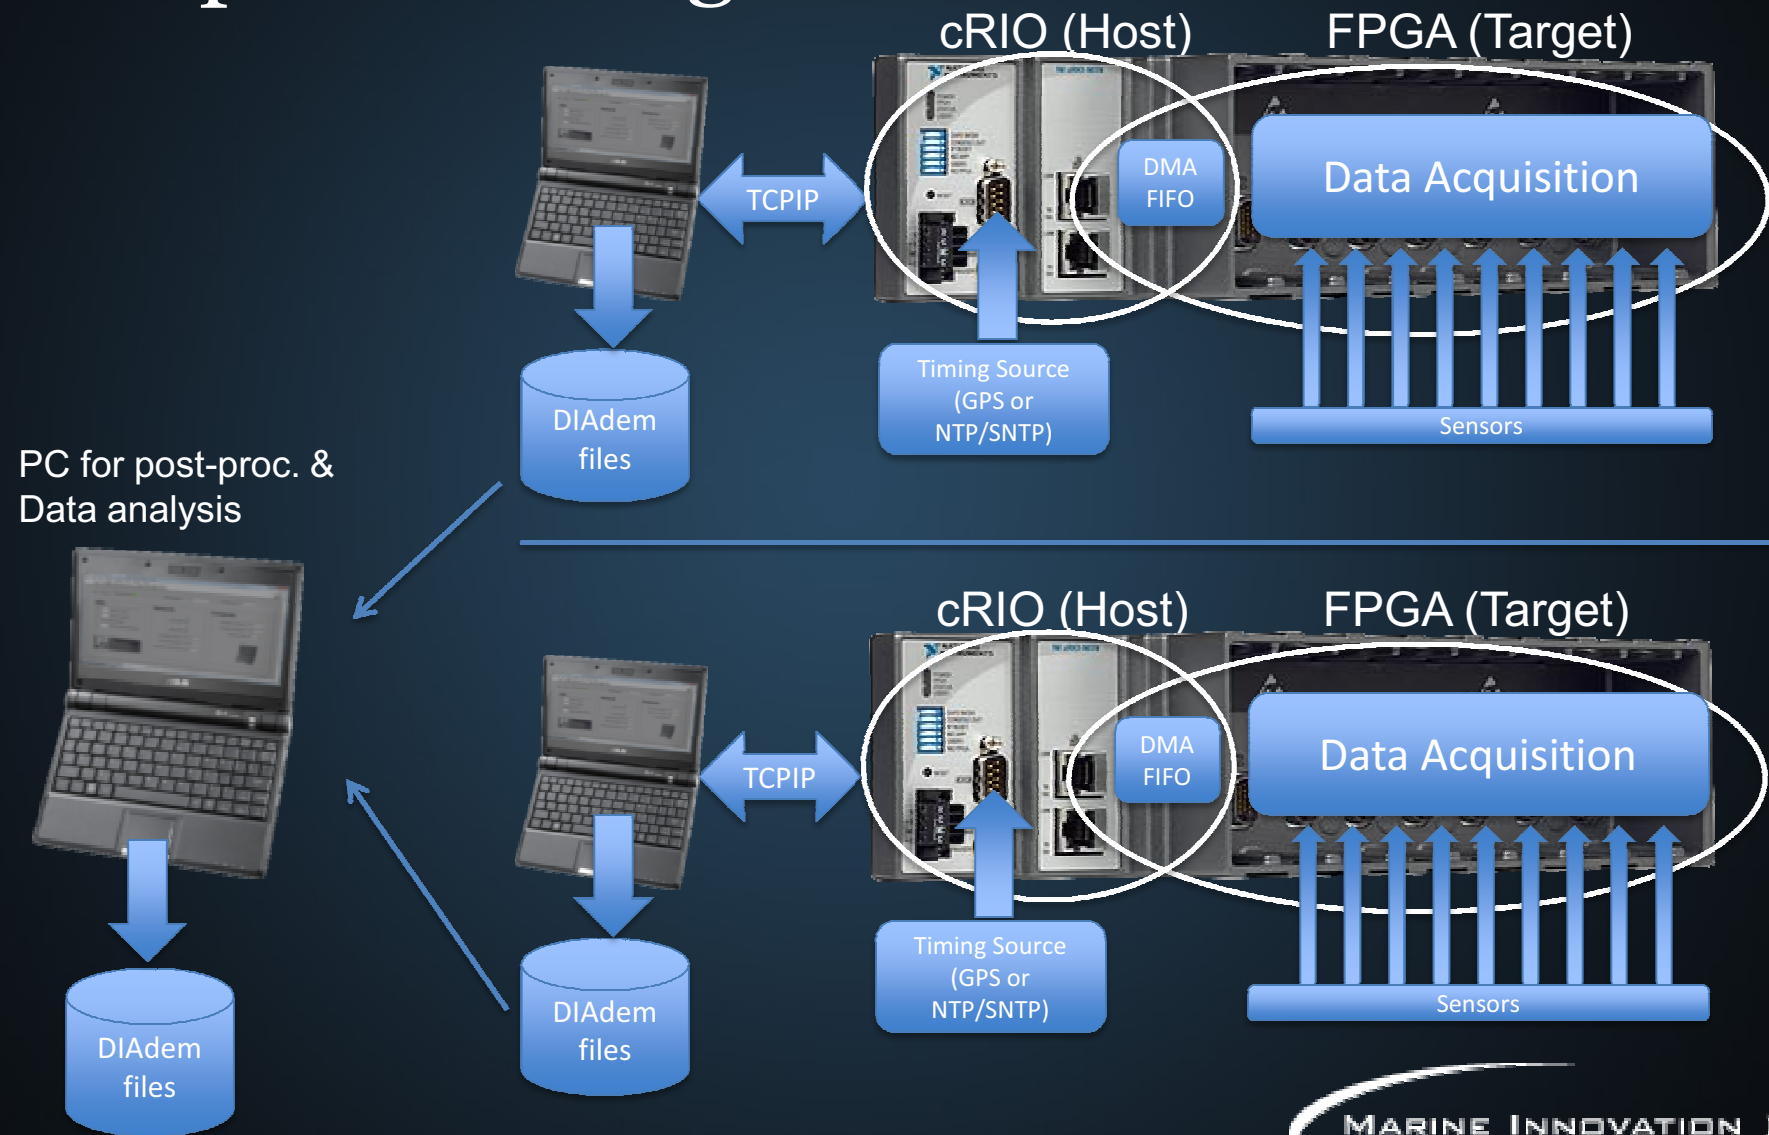 cRIO (Host)
FPGA (Target)
DMA
FIFO
Data Acquisition
TCPIP
Timing Source
(GPS or
NTP/SNTP)
Sensors
DIAdem
files
PC for post-proc. &
Data analysis
cRIO (Host)
FPGA (Target)
DMA
FIFO
Data Acquisition
TCPIP
Timing Source
(GPS or
NTP/SNTP)
Sensors
DIAdem
files
DIAdem
files
MARINE INNOVATION